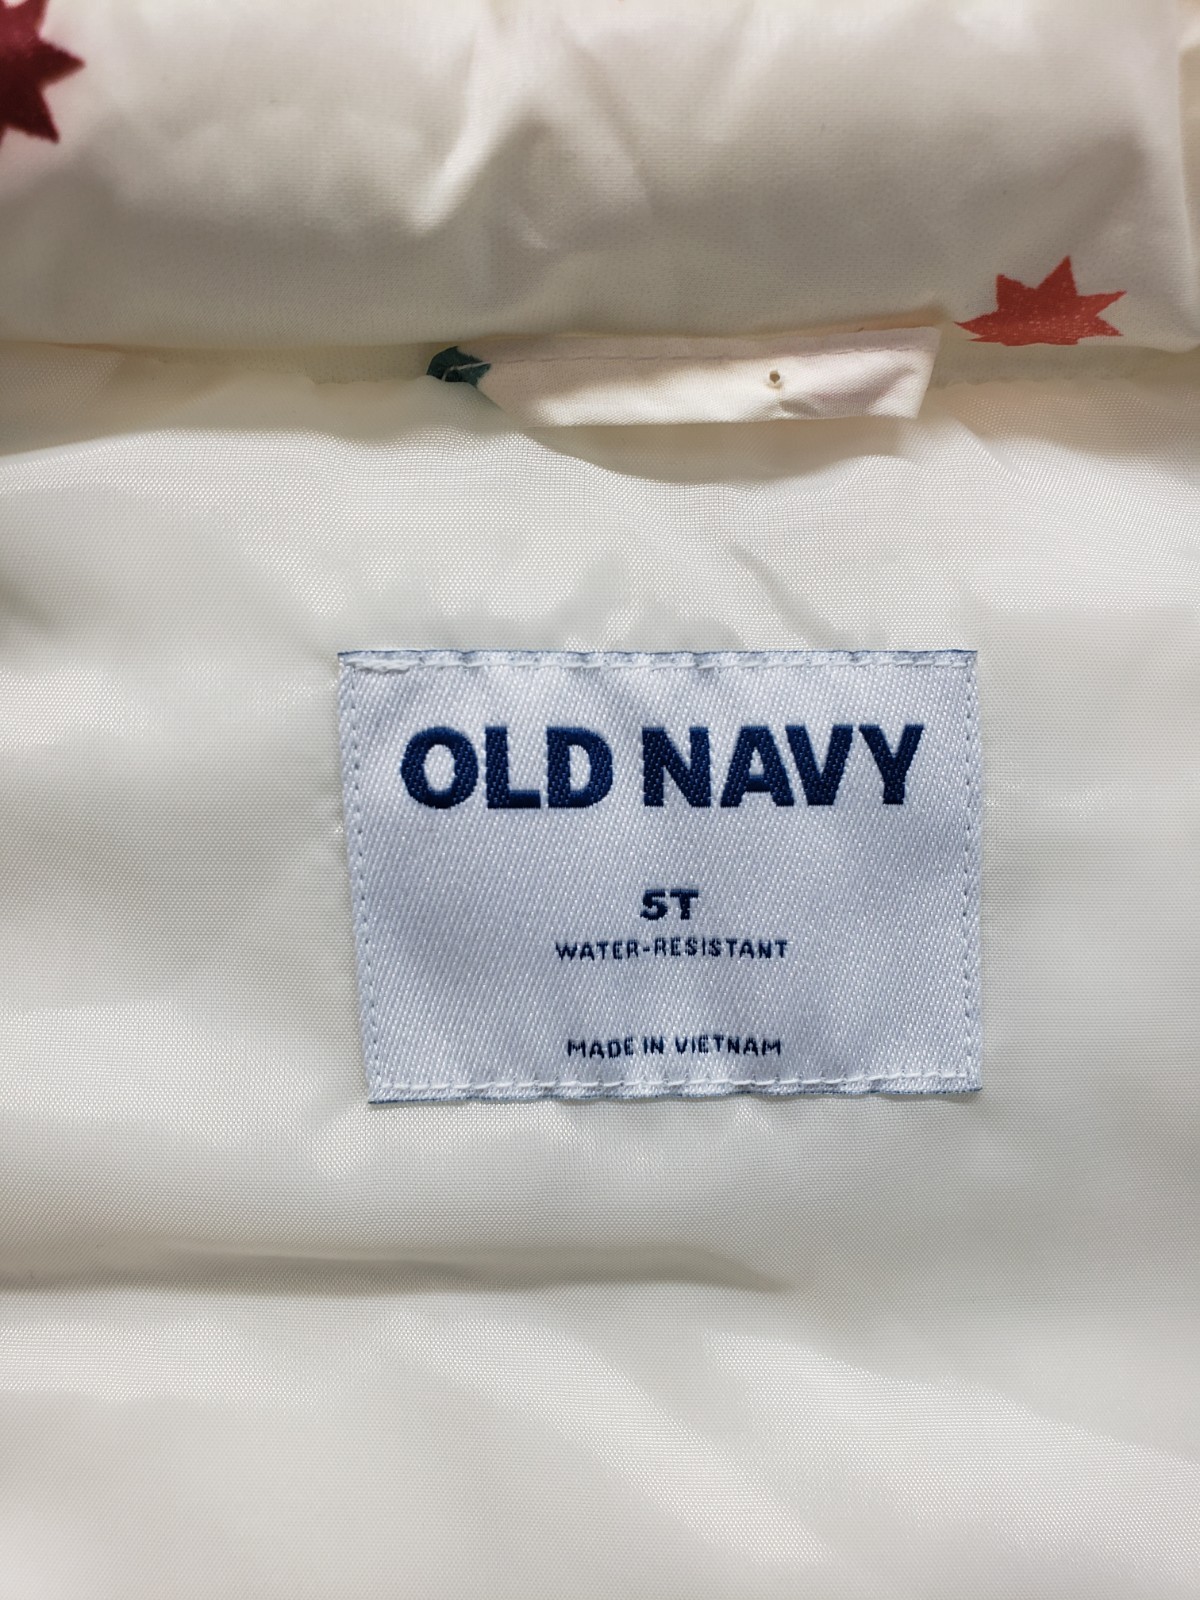 OLD NAVY
5T
WATER-RESISTANT
MADE IN VIETNAM